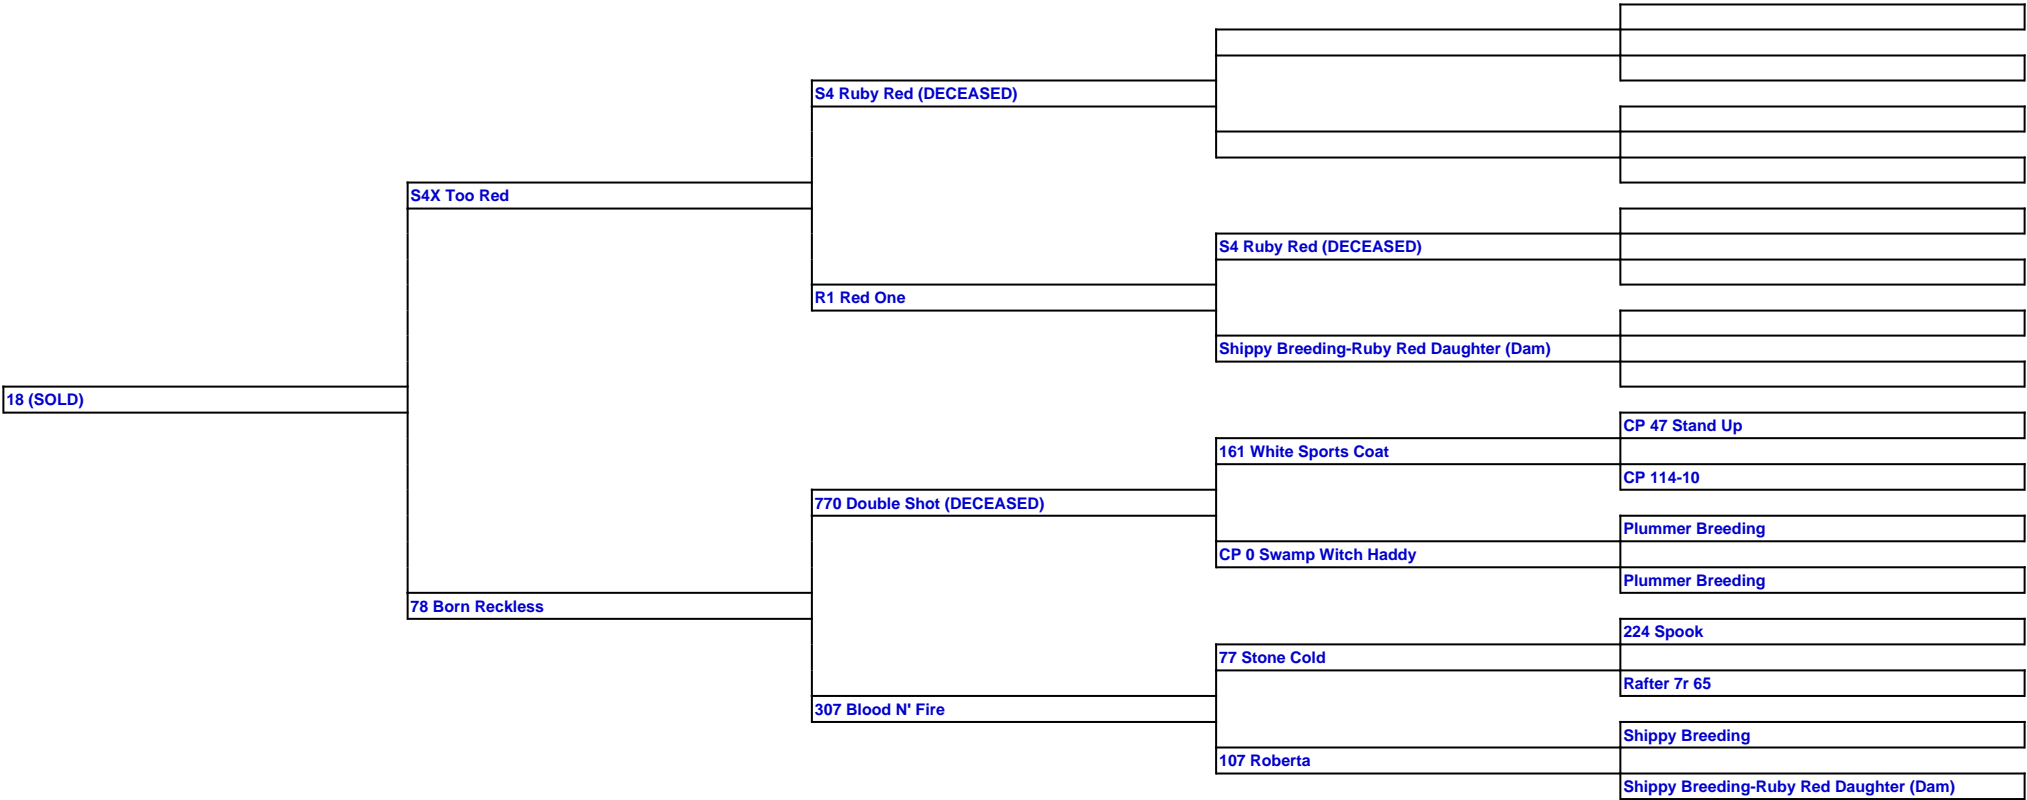 S4 Ruby Red (DECEASED)
S4X Too Red
S4 Ruby Red (DECEASED)
R1 Red One
Shippy Breeding-Ruby Red Daughter (Dam)
18 (SOLD)
CP 47 Stand Up
161 White Sports Coat
CP 114-10
770 Double Shot (DECEASED)
Plummer Breeding
CP 0 Swamp Witch Haddy
Plummer Breeding
78 Born Reckless
224 Spook
77 Stone Cold
Rafter 7r 65
307 Blood N' Fire
Shippy Breeding
107 Roberta
Shippy Breeding-Ruby Red Daughter (Dam)